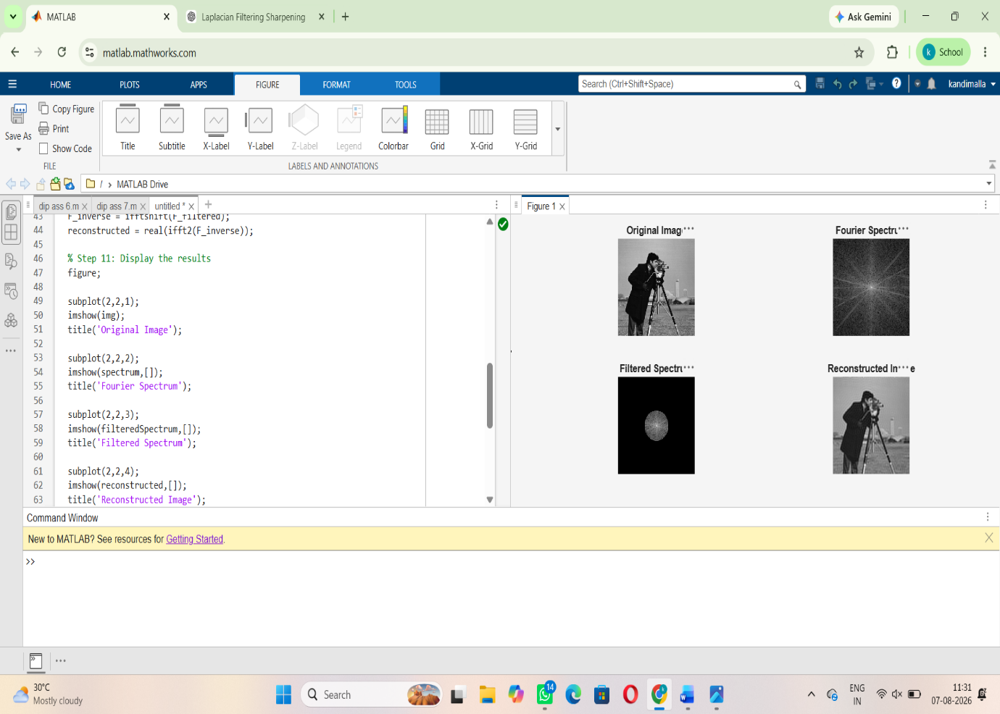 MATLAB
Laplacian Filtering Sharpening
Ask Gemini
matlab.mathworks.com
k School
HOME PLOTS APPS FIGURE FORMAT TOOLS
Search (Ctrl+Shift+Space)
kandimalla
Save As
Copy Figure
Print
Show Code
FILE
Title Subtitle X-Label Y-Label Z-Label Legend Colorbar Grid X-Grid Y-Grid
LABELS AND ANNOTATIONS
/ › MATLAB Drive
dip ass 6.m dip ass 7.m untitled *
43 F_inverse = ifftshift(F_filtered);
44 reconstructed = real(ifft2(F_inverse));
45
46 % Step 11: Display the results
47 figure;
48
49 subplot(2,2,1);
50 imshow(img);
51 title('Original Image');
52
53 subplot(2,2,2);
54 imshow(spectrum,[]);
55 title('Fourier Spectrum');
56
57 subplot(2,2,3);
58 imshow(filteredSpectrum,[]);
59 title('Filtered Spectrum');
60
61 subplot(2,2,4);
62 imshow(reconstructed,[]);
63 title('Reconstructed Image');
Figure 1
Original Imag···
Fourier Spectru···
Filtered Spectru···
Reconstructed Im···e
Command Window
New to MATLAB? See resources for Getting Started.
>>
30°C
Mostly cloudy
Search
14
ENG
IN
11:31
07-08-2026